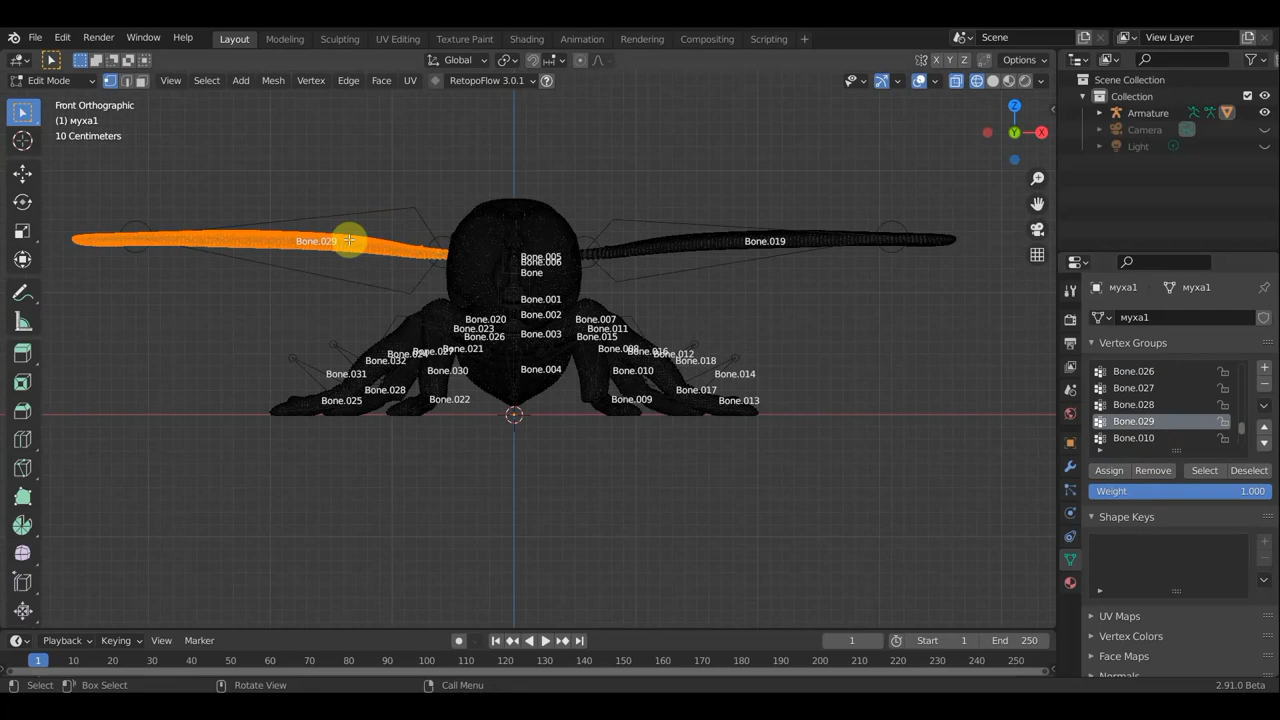 File Edit Render Window Help Layout Modeling Sculpting UV Editing Texture Paint Shading Animation Rendering Compositing Scripting Scene View Layer
Global X Y Z Options
Edit Mode View Select Add Mesh Vertex Edge Face UV RetopoFlow 3.0.1
Front Orthographic
(1) муха1
10 Centimeters
Z
Y
X
Bone.029
Bone.019
Bone.005
Bone.006
Bone
Bone.001
Bone.002
Bone.020
Bone.007
Bone.023
Bone.011
Bone.026
Bone.003
Bone.015
Bone.021
Bone.008
Bone.016
Bone.012
Bone.032
Bone.018
Bone.031
Bone.030
Bone.004
Bone.010
Bone.014
Bone.028
Bone.017
Bone.025
Bone.022
Bone.009
Bone.013
Scene Collection
Collection
Armature
Camera
Light
муха1 муха1
муха1
Vertex Groups
Bone.026
Bone.027
Bone.028
Bone.029
Bone.010
Assign Remove Select Deselect
Weight 1.000
Shape Keys
UV Maps
Vertex Colors
Face Maps
Normals
Playback Keying View Marker 1 Start 1 End 250
1 10 20 30 40 50 60 70 80 90 100 110 120 130 140 150 160 170 180 190 200 210 220 230 240 250
Select Box Select Rotate View Call Menu 2.91.0 Beta